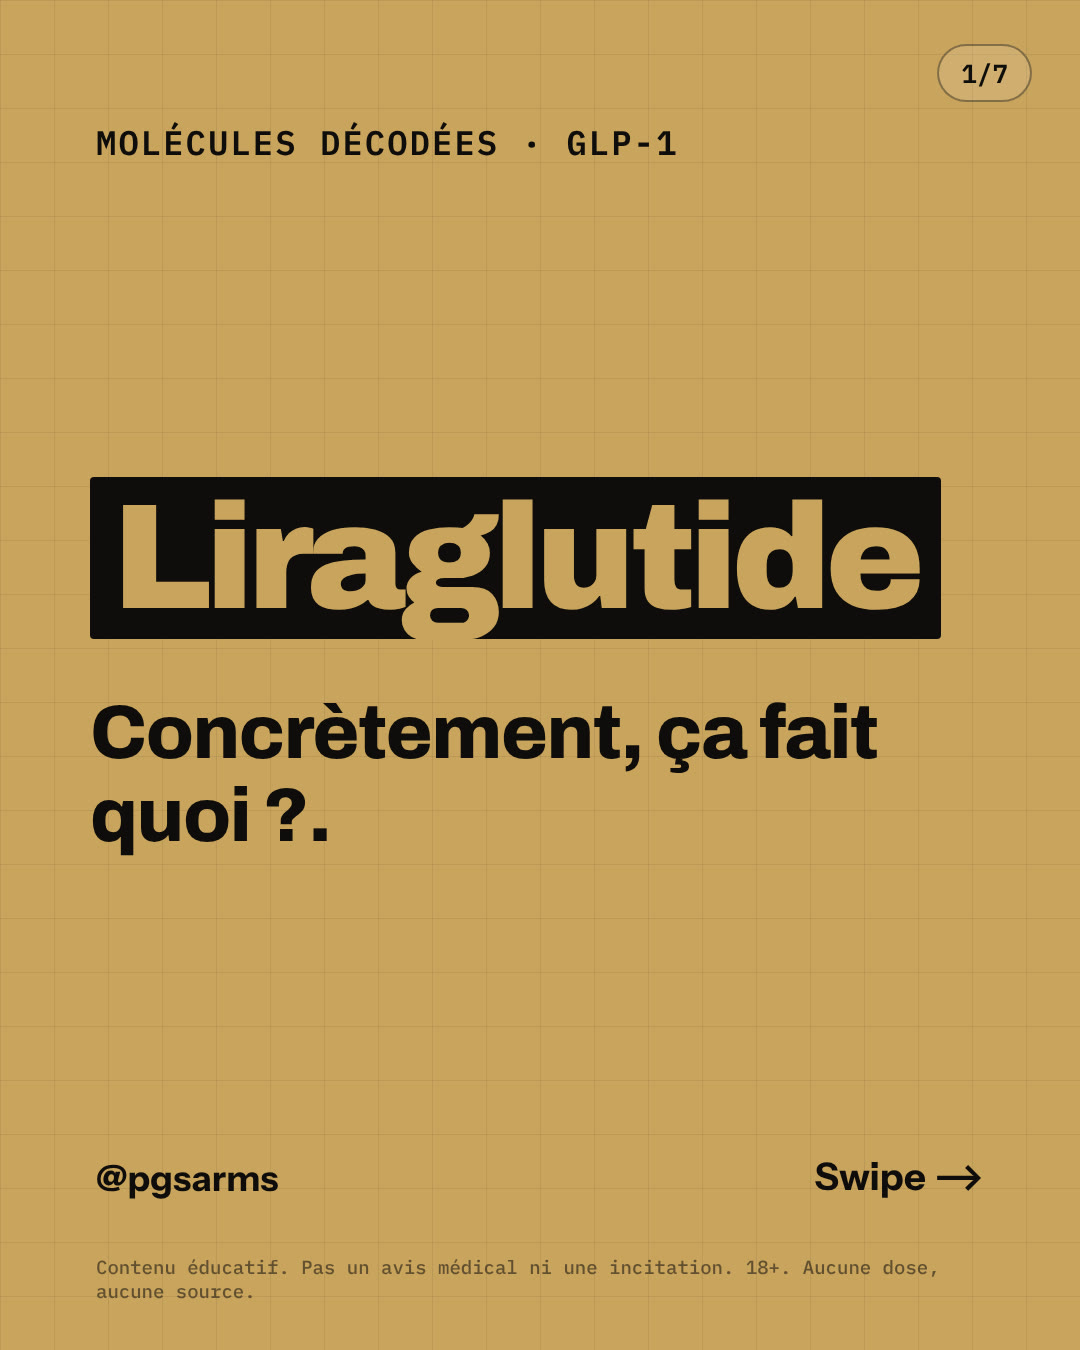 1/7
MOLÉCULES DÉCODÉES · GLP-1
Liraglutide
Concrètement, ça fait
quoi ?.
@pgsarms
Swipe →
Contenu éducatif. Pas un avis médical ni une incitation. 18+. Aucune dose,
aucune source.